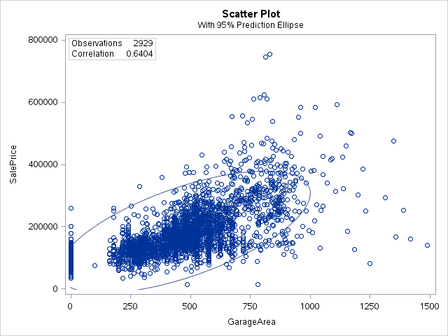 Scatter Plot
With 95% Prediction Ellipse
Observations 2929
Correlation 0.6404
800000
600000
400000
200000
0
SalePrice
0 250 500 750 1000 1250 1500
GarageArea